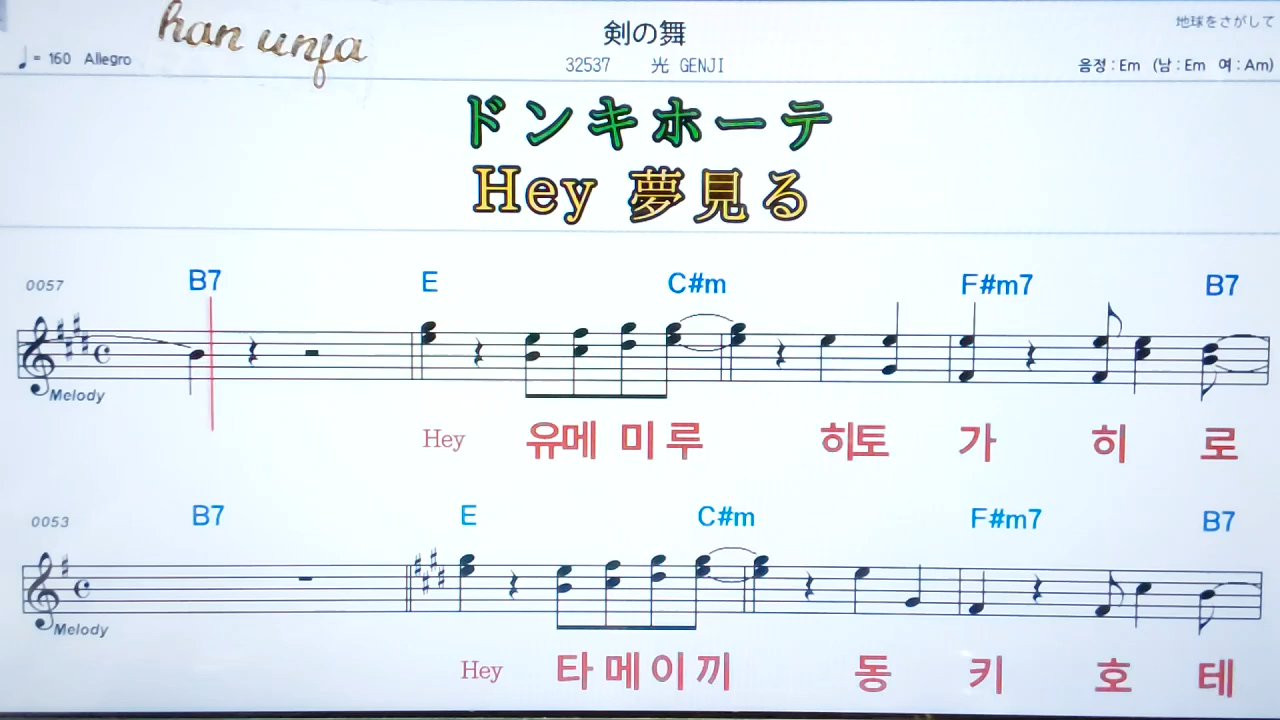 han unja
剣の舞
地球をさがして
♩= 160 Allegro
32537 光 GENJI
음정 : Em (남 : Em 여 : Am)
ドンキホーテ
Hey 夢見る
0057 B7 E C#m F#m7 B7
Melody
Hey 유메 미 루 히토 가 히 로
0053 B7 E C#m F#m7 B7
Melody
Hey 타 메 이 끼 동 키 호 테